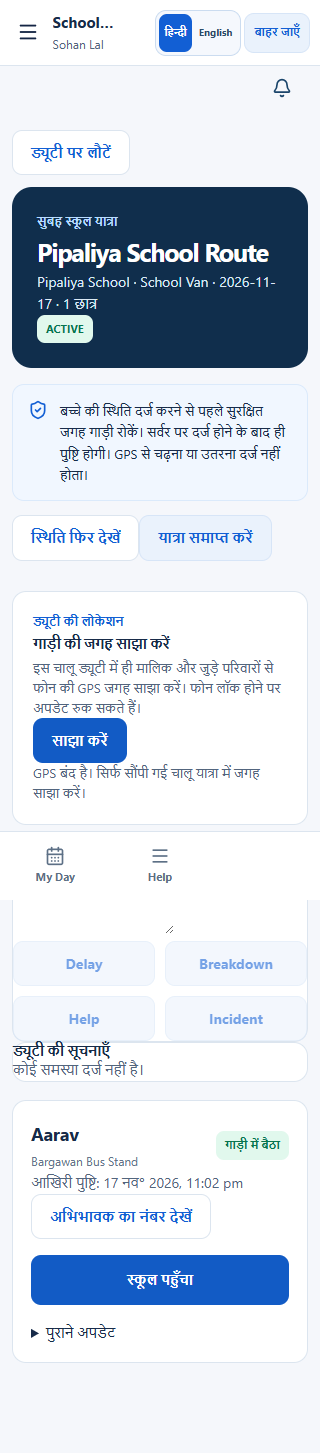 School...
Sohan Lal
हिन्दी
English
बाहर जाएँ
ड्यूटी पर लौटें
सुबह स्कूल यात्रा
Pipaliya School Route
Pipaliya School · School Van · 2026-11-
17 · 1 छात्र
ACTIVE
बच्चे की स्थिति दर्ज करने से पहले सुरक्षित
जगह गाड़ी रोकें। सर्वर पर दर्ज होने के बाद ही
पुष्टि होगी। GPS से चढ़ना या उतरना दर्ज नहीं
होता।
स्थिति फिर देखें
यात्रा समाप्त करें
ड्यूटी की लोकेशन
गाड़ी की जगह साझा करें
इस चालू ड्यूटी में ही मालिक और जुड़े परिवारों से
फोन की GPS जगह साझा करें। फोन लॉक होने पर
अपडेट रुक सकते हैं।
साझा करें
GPS बंद है। सिर्फ सौंपी गई चालू यात्रा में जगह
साझा करें।
My Day
Help
Delay
Breakdown
Help
Incident
ड्यूटी की सूचनाएँ
कोई समस्या दर्ज नहीं है।
Aarav
गाड़ी में बैठा
Bargawan Bus Stand
आखिरी पुष्टि: 17 नव॰ 2026, 11:02 pm
अभिभावक का नंबर देखें
स्कूल पहुँचा
पुराने अपडेट